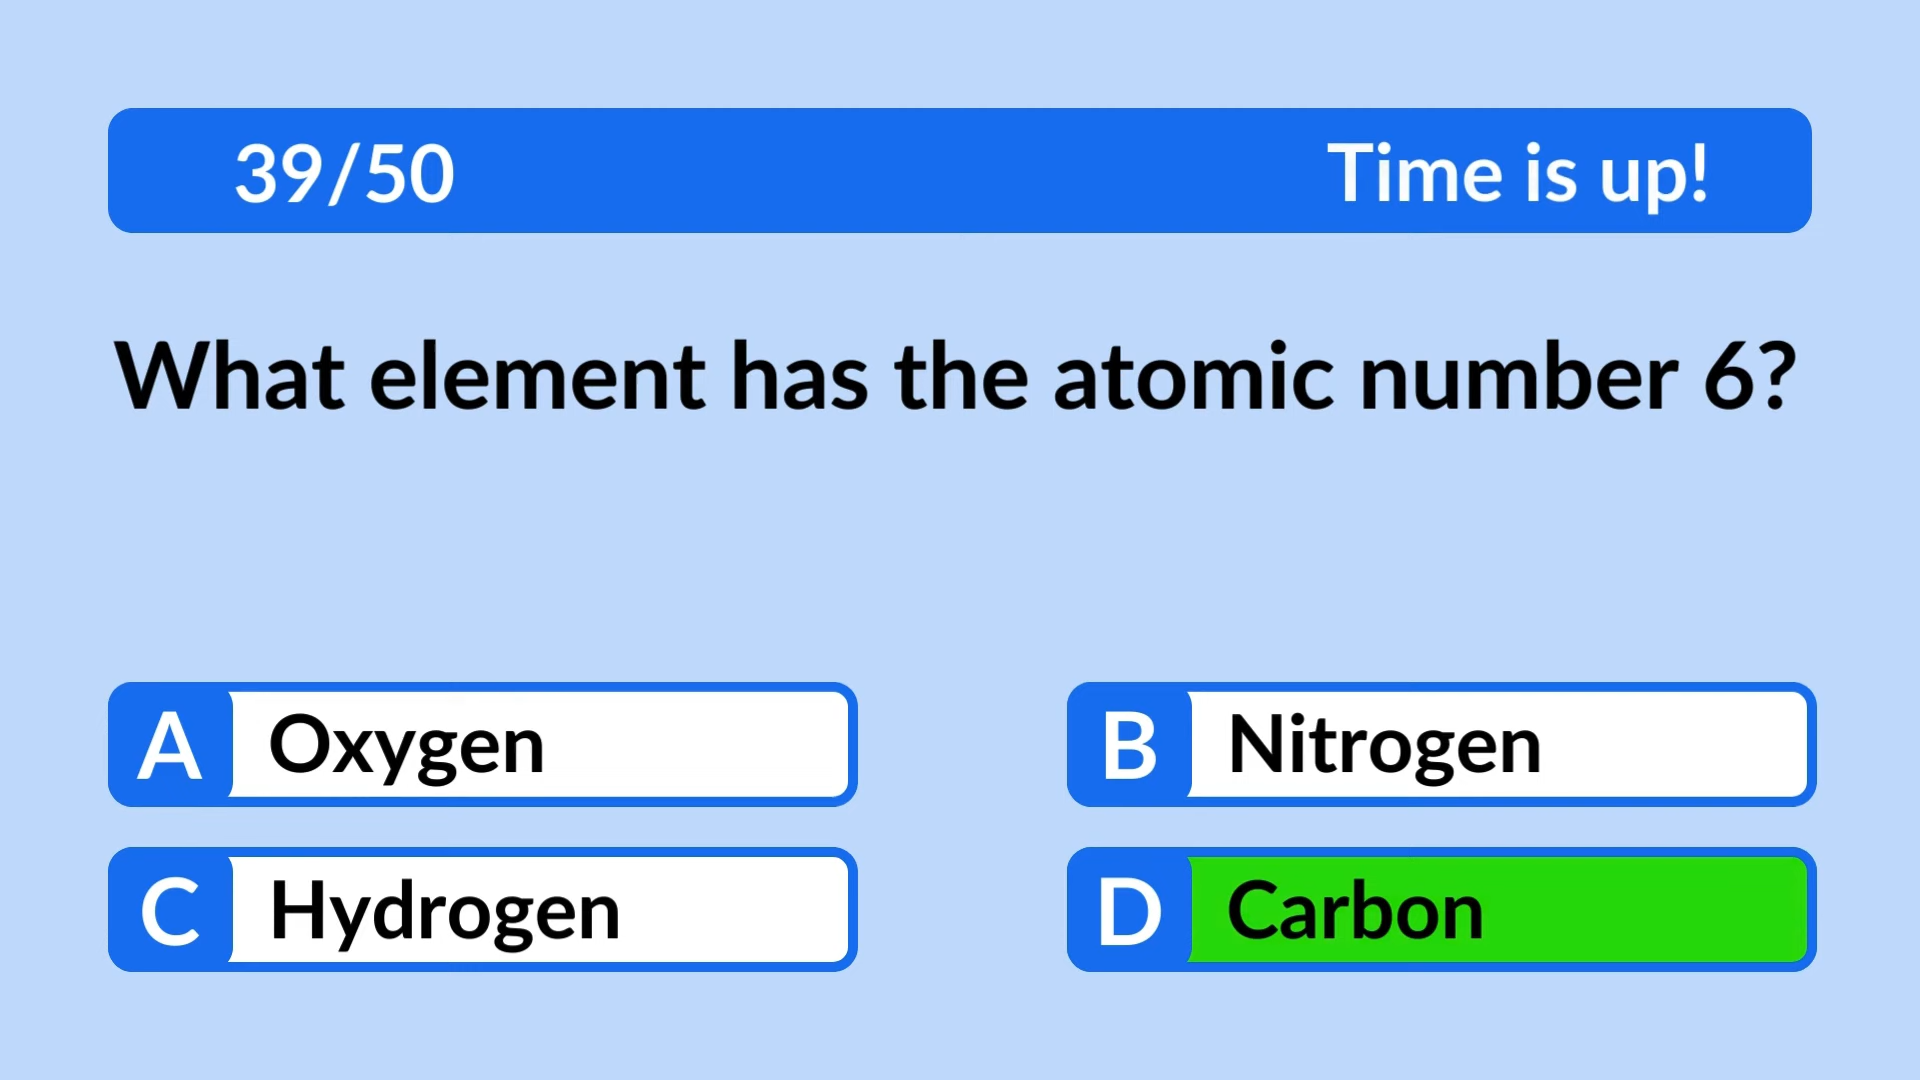 39/50 Time is up!
What element has the atomic number 6?
A Oxygen
B Nitrogen
C Hydrogen
D Carbon